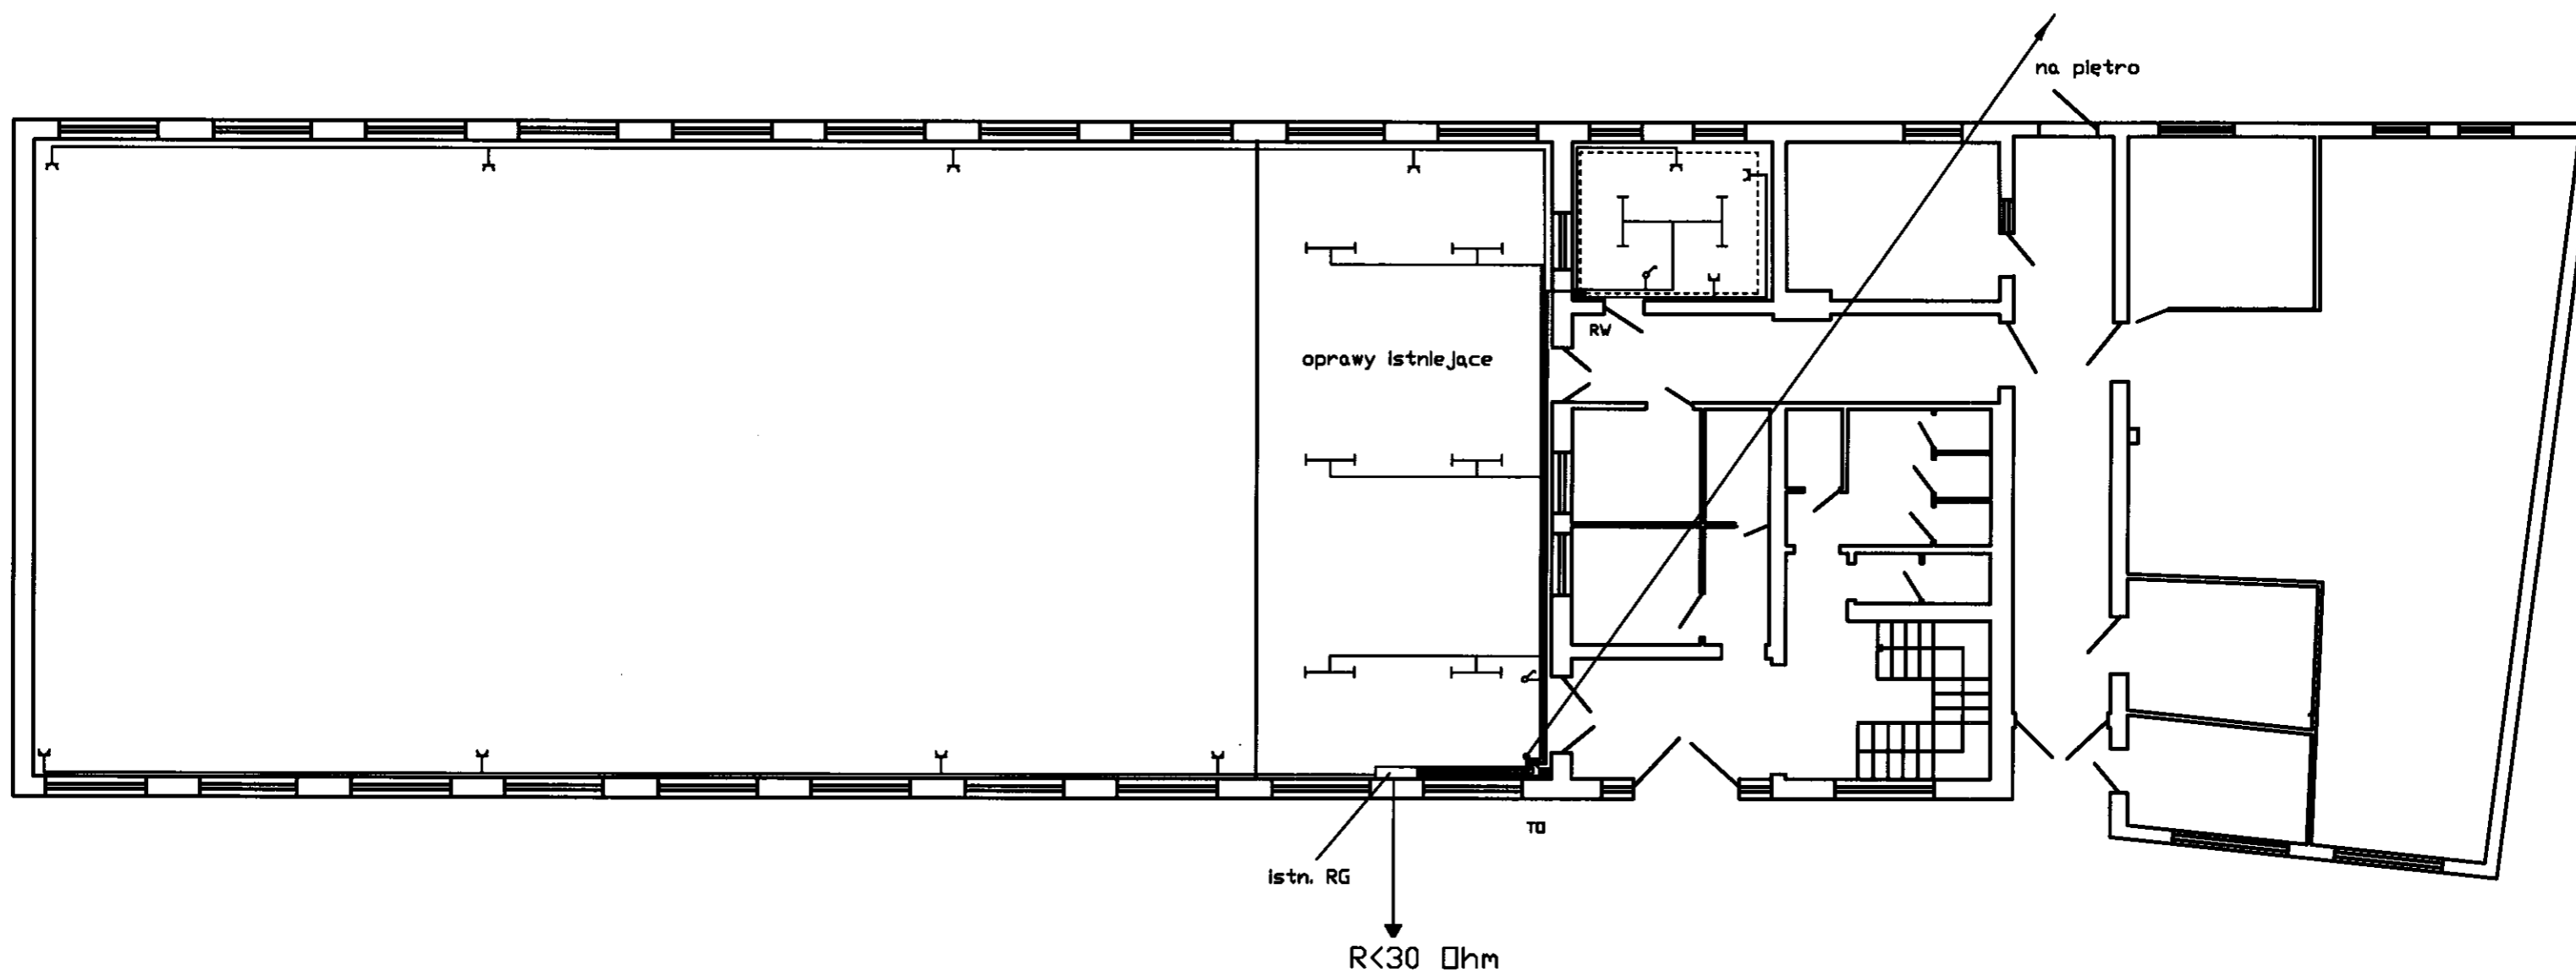 na piętro
RW
oprawy istniejące
TO
istn. RG
R<30 Ohm